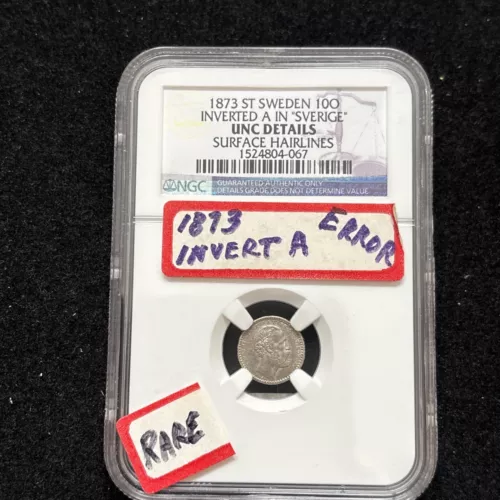 1873 ST SWEDEN 10O
INVERTED A IN "SVERIGE"
UNC DETAILS
SURFACE HAIRLINES
1524804-067
NGC
GUARANTEED AUTHENTIC ONLY
DETAILS GRADE DOES NOT DETERMINE VALUE
1873 ERROR
INVERT A
RARE